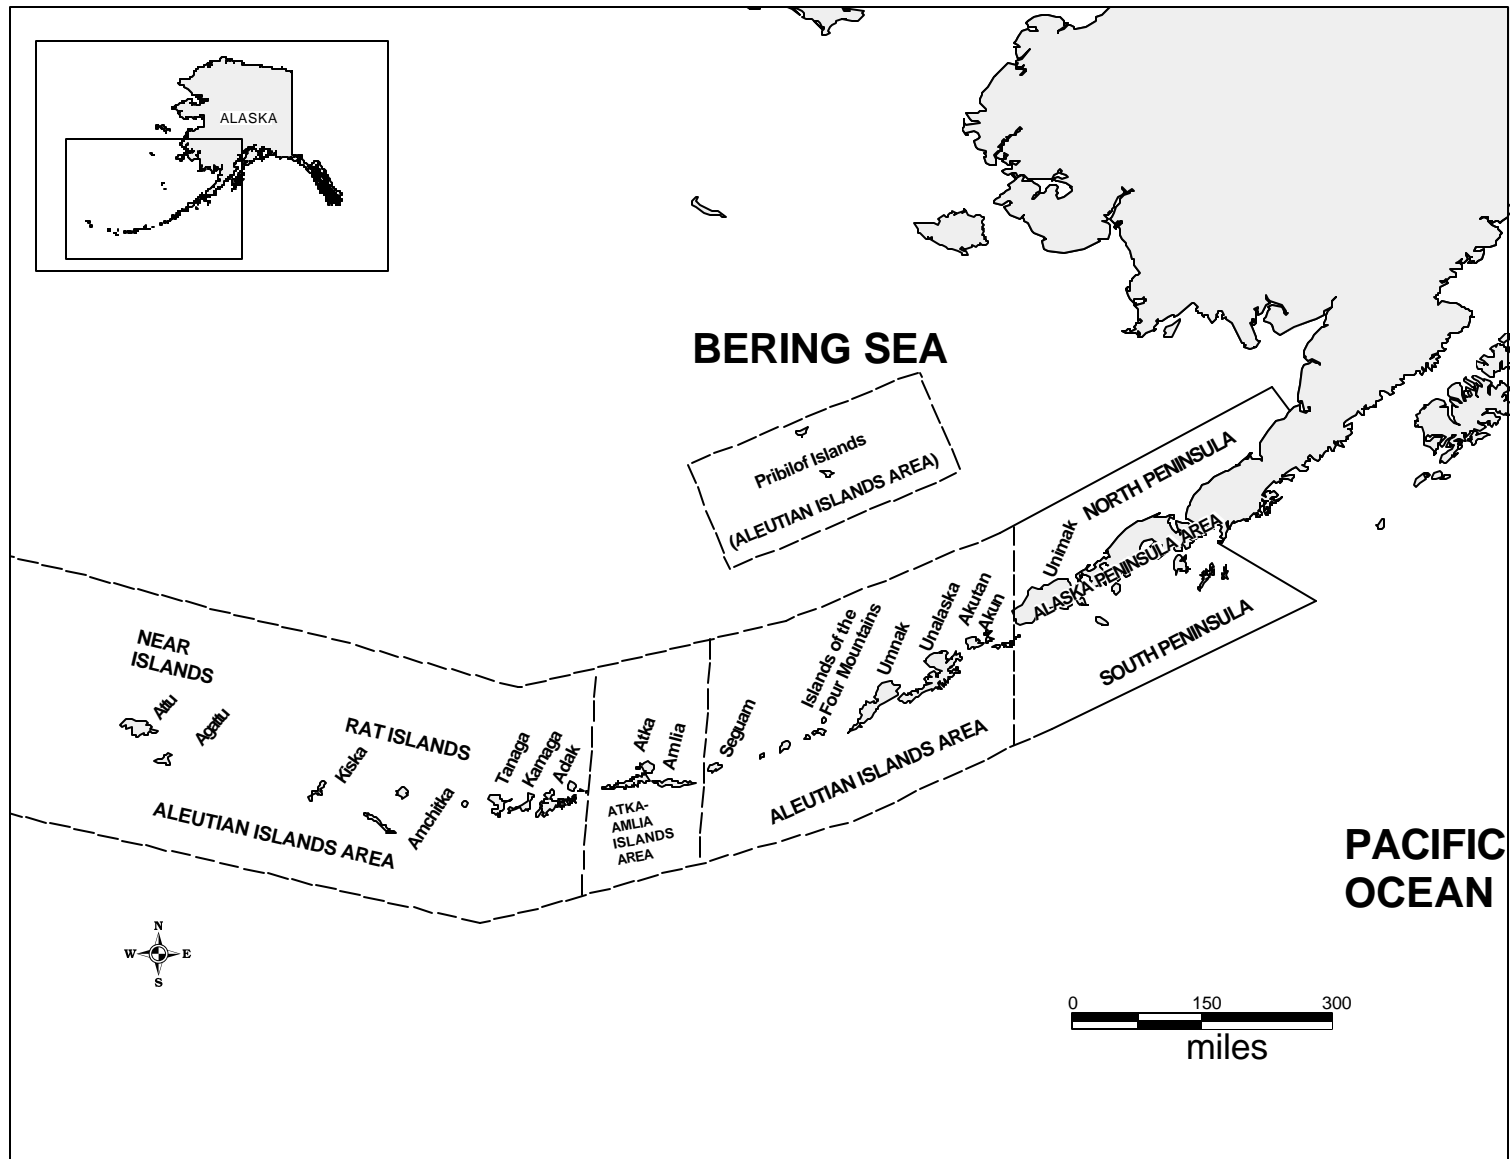 ALASKA
BERING SEA
Pribilof Islands
(ALEUTIAN ISLANDS AREA)
NORTH PENINSULA
Unimak
ALASKA PENINSULA AREA
SOUTH PENINSULA
NEAR
ISLANDS
Attu
Agattu
RAT ISLANDS
Kiska
Amchitka
ALEUTIAN ISLANDS AREA
Tanaga
Kamaga
Adak
Atka
Amlia
ATKA-
AMLIA
ISLANDS
AREA
Seguam
Islands of the
Four Mountains
Umnak
Unalaska
Akutan
Akun
ALEUTIAN ISLANDS AREA
PACIFIC
OCEAN
N
W E
S
0 150 300
miles